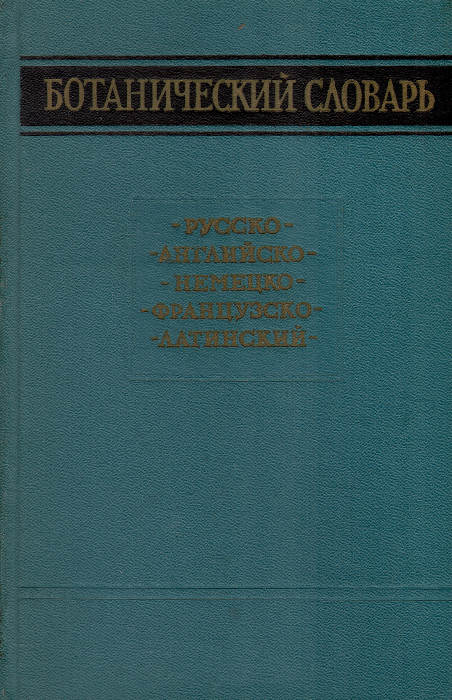 БОТАНИЧЕСКИЙ СЛОВАРЬ
-РУССКО-
-АНГЛИЙСКО-
-НЕМЕЦКО-
-ФРАНЦУЗСКО-
-ЛАТИНСКИЙ-